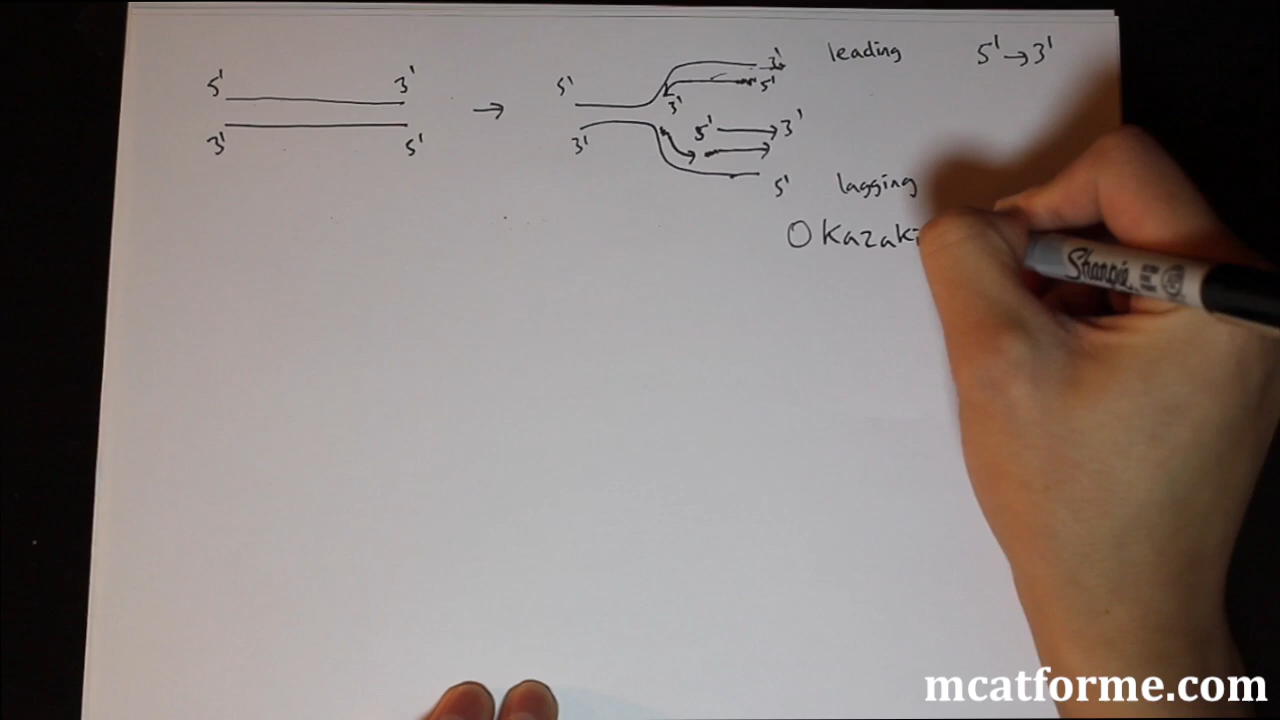 5' 3' → 5' 3' leading 5' → 3'
5'
3'
3' 5' 3' 5' 3'
5' lagging
Okazaki
Sharpie
mcatforme.com